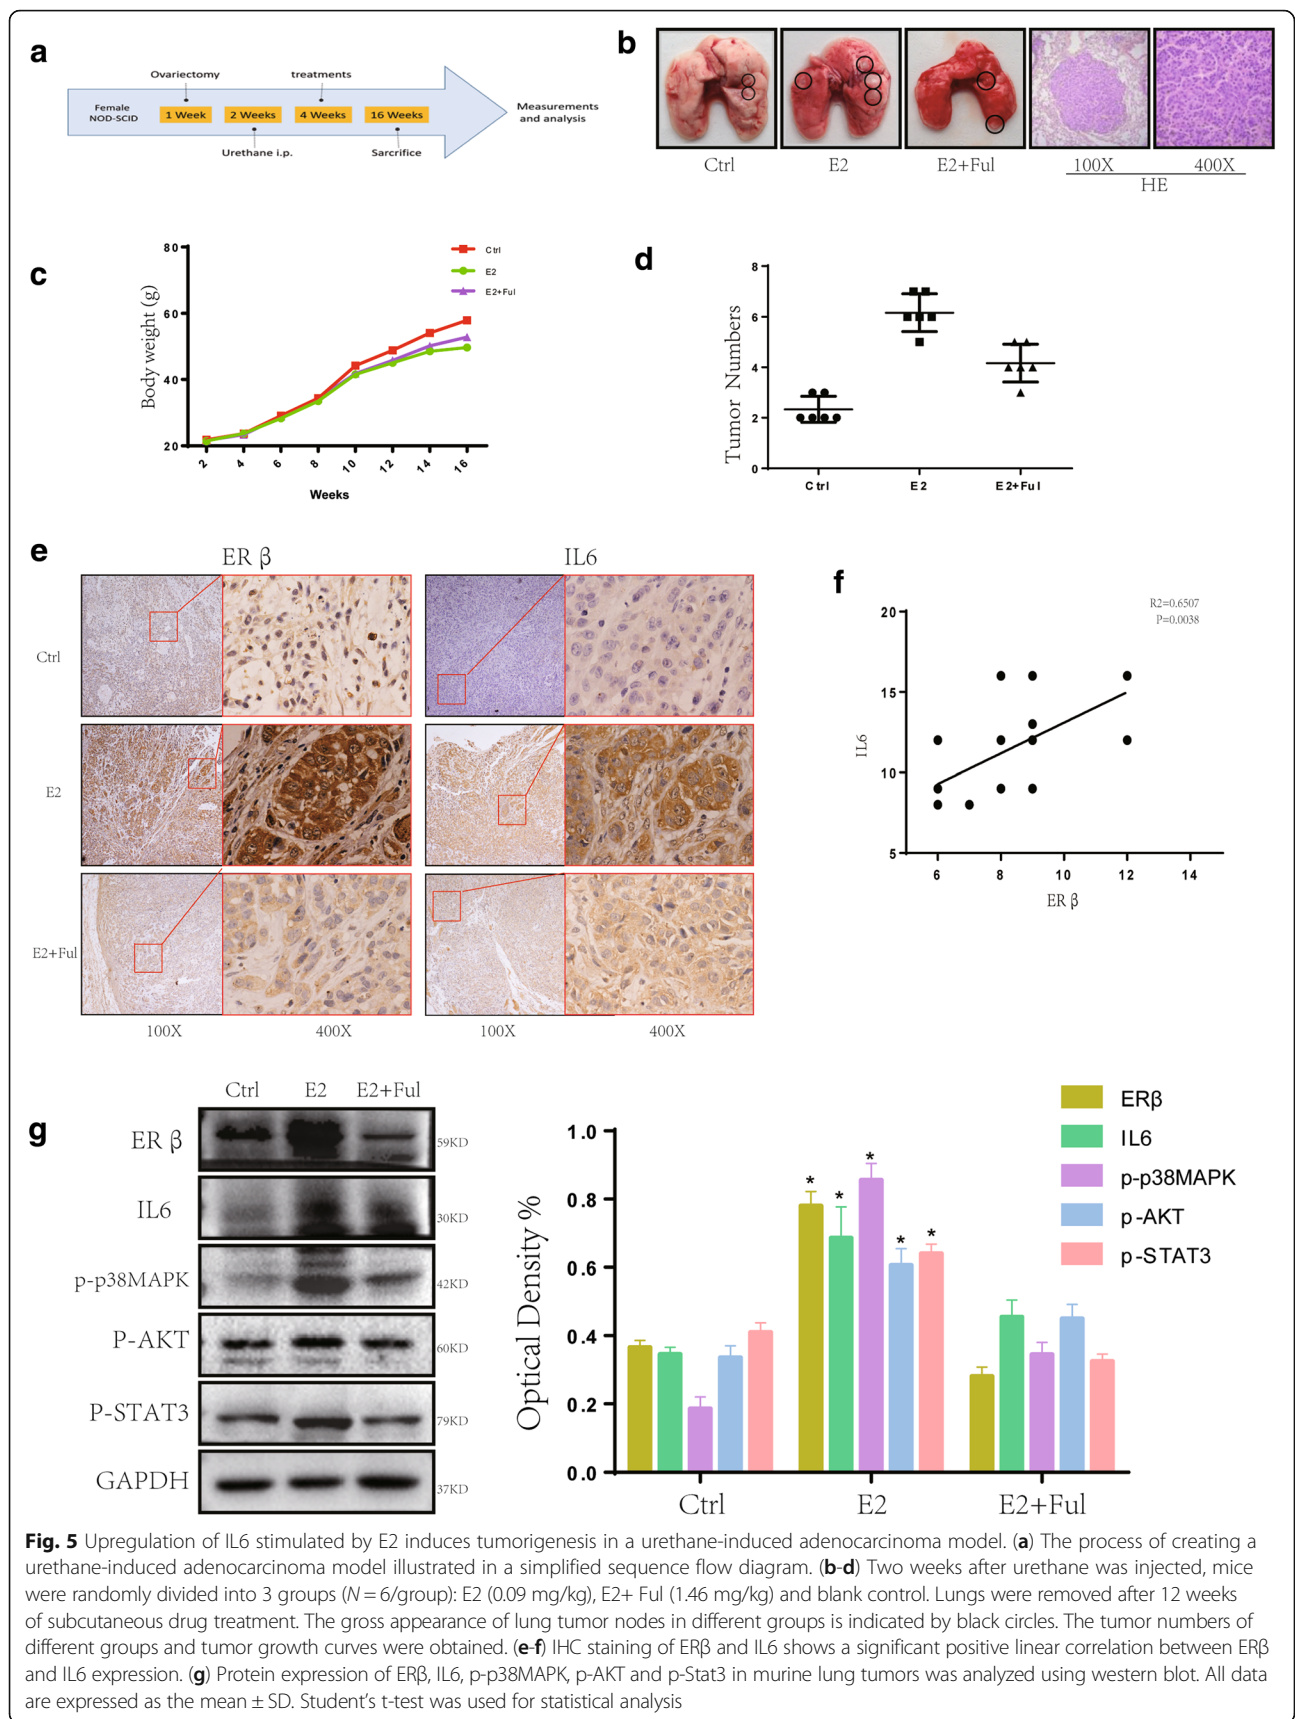 a
Ovariectomy
treatments
Female
NOD-SCID
1 Week
2 Weeks
4 Weeks
16 Weeks
Measurements
and analysis
Urethane i.p.
Sarcrifice
b
Ctrl
E2
E2+Ful
100X
400X
HE
c
80
60
40
20
Body weight (g)
2
4
6
8
10
12
14
16
Weeks
Ctrl
E2
E2+Ful
d
8
6
4
2
0
Tumor Numbers
Ctrl
E2
E2+Ful
e
ER β
IL6
Ctrl
E2
E2+Ful
100X
400X
100X
400X
f
R2=0.6507
P=0.0038
20
15
10
5
IL6
6
8
10
12
14
ER β
g
Ctrl
E2
E2+Ful
ER β
59KD
IL6
30KD
p-p38MAPK
42KD
P-AKT
60KD
P-STAT3
79KD
GAPDH
37KD
1.0
0.8
0.6
0.4
0.2
0.0
Optical Density %
*
*
*
*
*
Ctrl
E2
E2+Ful
ERβ
IL6
p-p38MAPK
p-AKT
p-STAT3
Fig. 5 Upregulation of IL6 stimulated by E2 induces tumorigenesis in a urethane-induced adenocarcinoma model. (a) The process of creating a
urethane-induced adenocarcinoma model illustrated in a simplified sequence flow diagram. (b-d) Two weeks after urethane was injected, mice
were randomly divided into 3 groups (N = 6/group): E2 (0.09 mg/kg), E2+ Ful (1.46 mg/kg) and blank control. Lungs were removed after 12 weeks
of subcutaneous drug treatment. The gross appearance of lung tumor nodes in different groups is indicated by black circles. The tumor numbers of
different groups and tumor growth curves were obtained. (e-f) IHC staining of ERβ and IL6 shows a significant positive linear correlation between ERβ
and IL6 expression. (g) Protein expression of ERβ, IL6, p-p38MAPK, p-AKT and p-Stat3 in murine lung tumors was analyzed using western blot. All data
are expressed as the mean ± SD. Student's t-test was used for statistical analysis